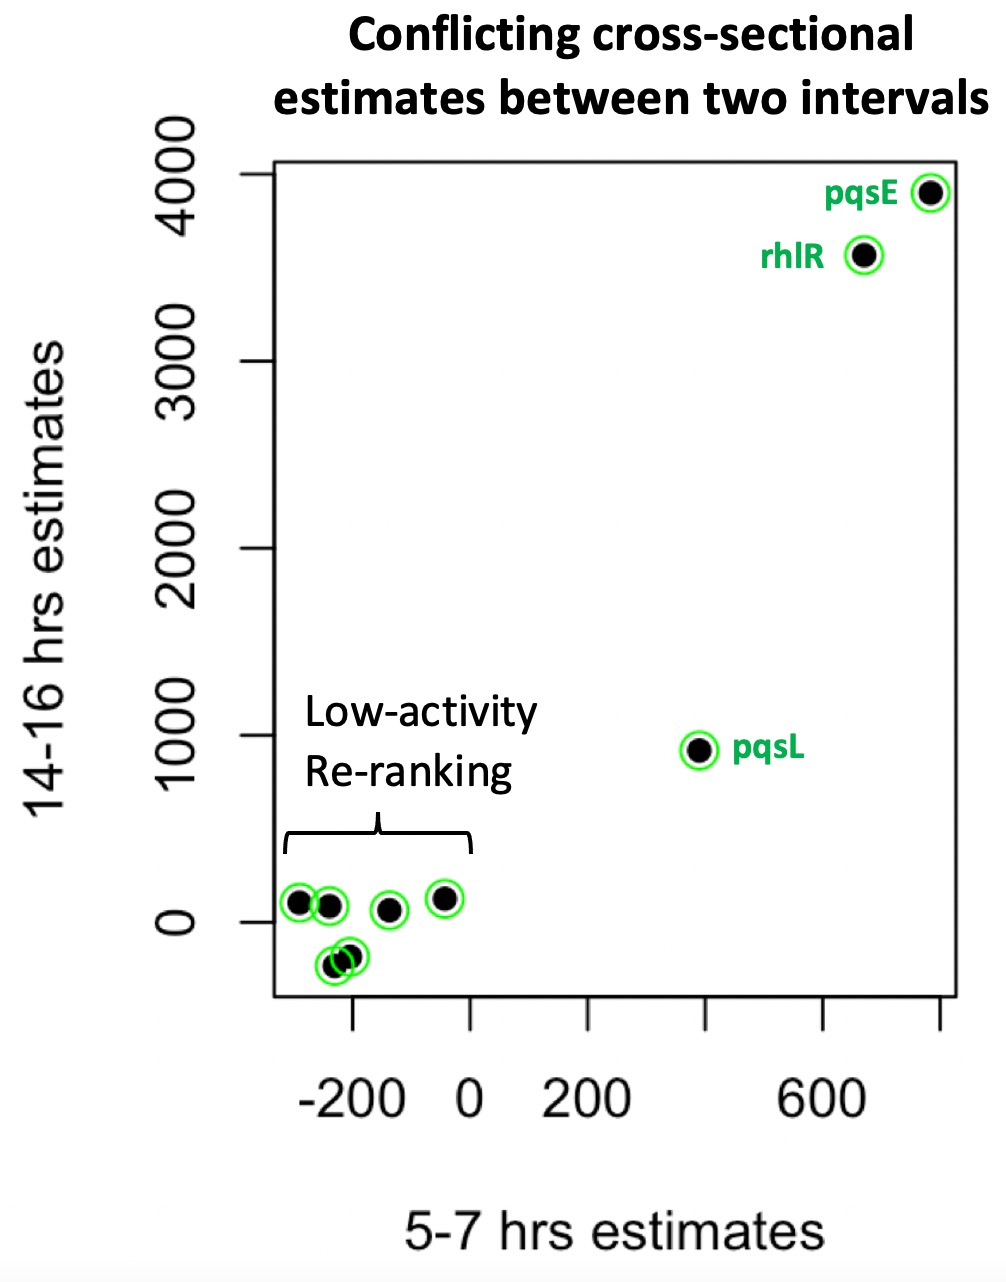 Conflicting cross-sectional
estimates between two intervals
4000
3000
2000
1000
0
14-16 hrs estimates
pqsE
rhlR
pqsL
Low-activity
Re-ranking
-200 0 200 600
5-7 hrs estimates